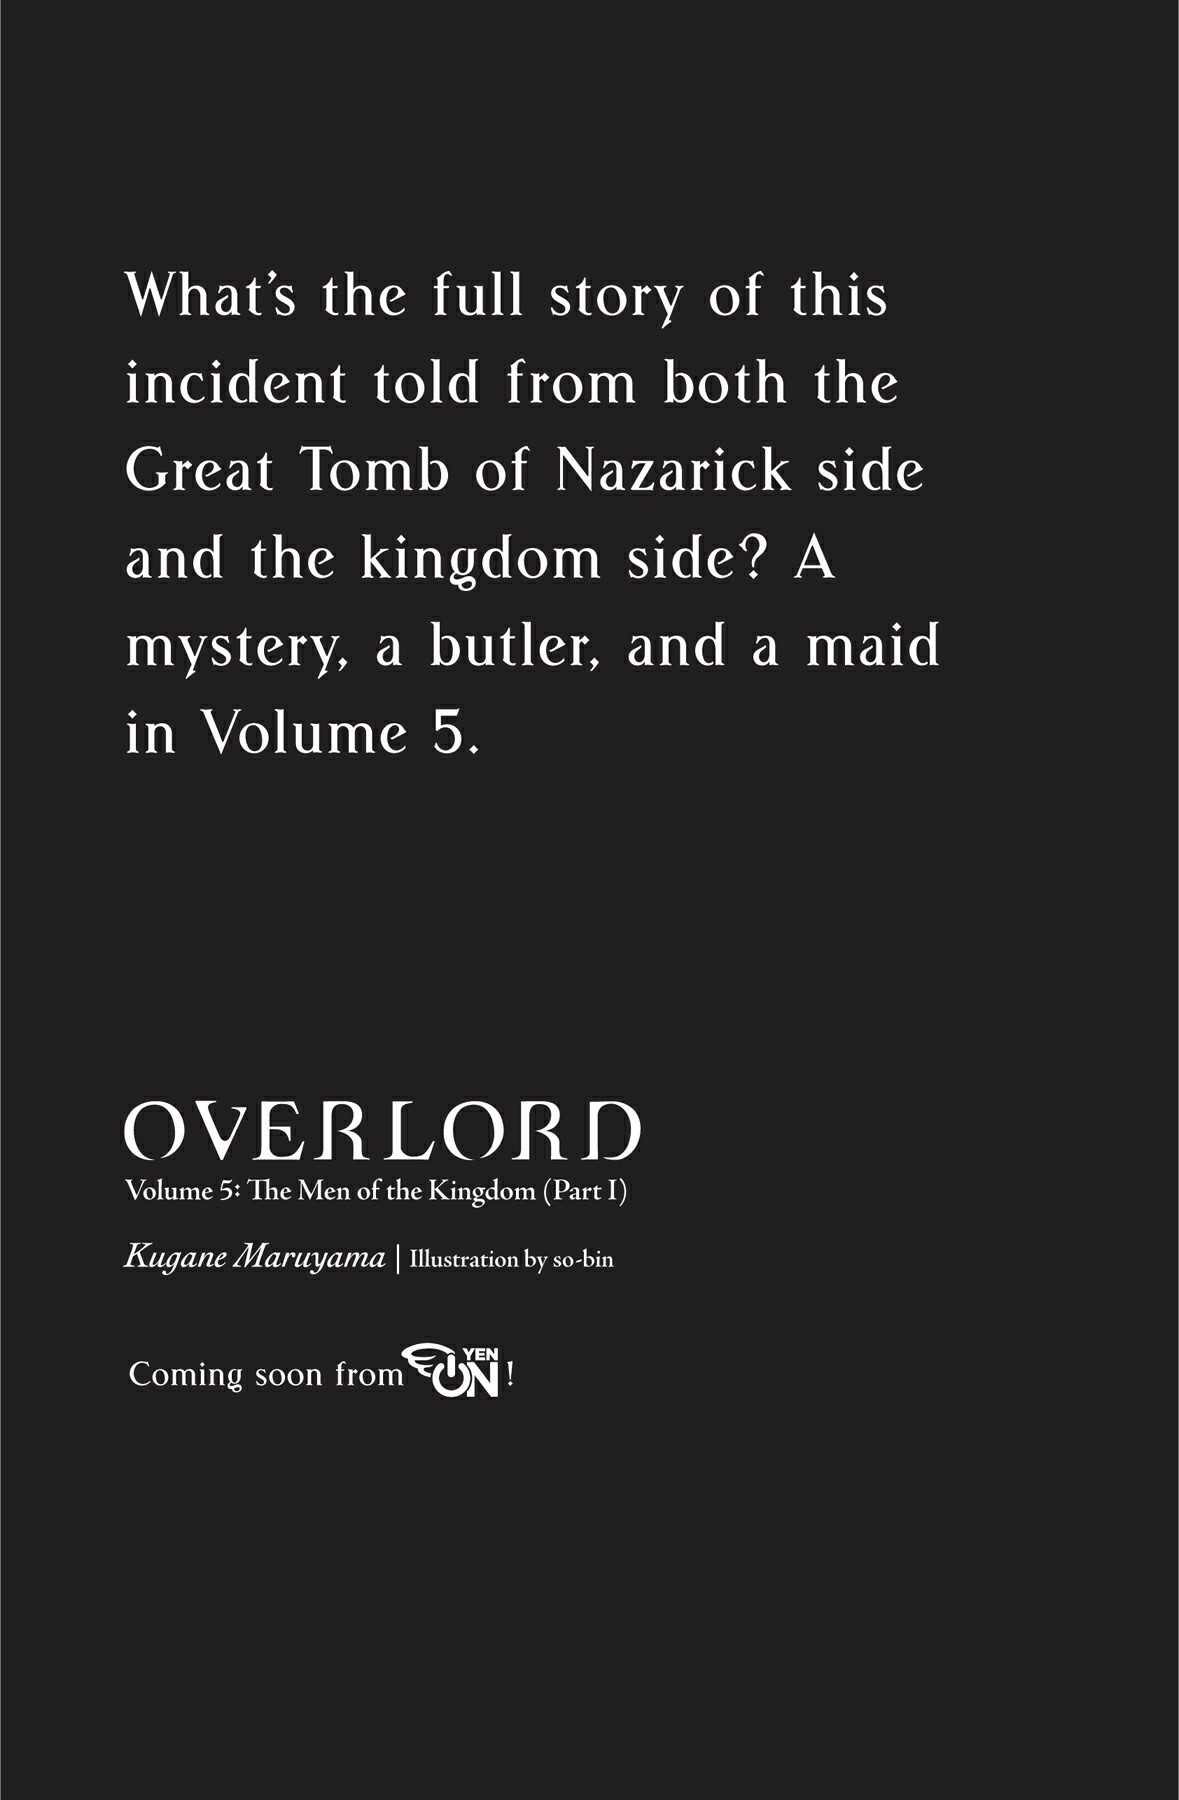 What's the full story of this
incident told from both the
Great Tomb of Nazarick side
and the kingdom side? A
mystery, a butler, and a maid
in Volume 5.
OVERLORD
Volume 5: The Men of the Kingdom (Part I)
Kugane Maruyama | Illustration by so-bin
Coming soon from YEN ON!